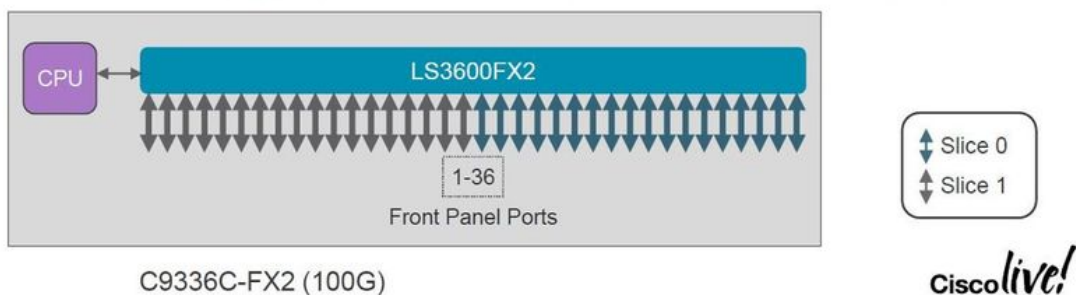 CPU
LS3600FX2
1-36
Front Panel Ports
Slice 0
Slice 1
C9336C-FX2 (100G)
Cisco live!